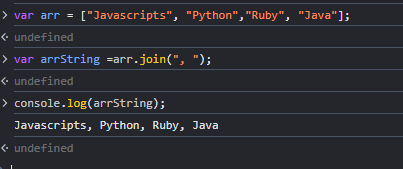 > var arr = ["Javascripts", "Python","Ruby", "Java"];
<· undefined
> var arrString =arr.join(", ");
<· undefined
> console.log(arrString);
Javascripts, Python, Ruby, Java
<· undefined